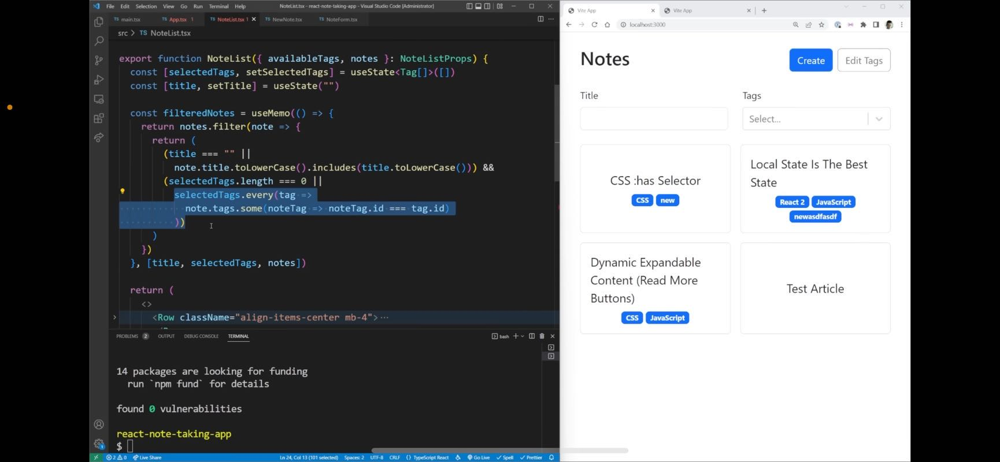 File Edit Selection View Go Run Terminal Help
NoteList.tsx - react-note-taking-app - Visual Studio Code [Administrator]
TS main.tsx
TS App.tsx 1
TS NoteList.tsx 1
TS NewNote.tsx
TS NoteForm.tsx
src > TS NoteList.tsx
export function NoteList({ availableTags, notes }: NoteListProps) {
const [selectedTags, setSelectedTags] = useState<Tag[]>([])
const [title, setTitle] = useState("")
const filteredNotes = useMemo(() => {
return notes.filter(note => {
return (
(title === "" ||
note.title.toLowerCase().includes(title.toLowerCase())) &&
(selectedTags.length === 0 ||
selectedTags.every(tag =>
note.tags.some(noteTag => noteTag.id === tag.id)
))
)
})
}, [title, selectedTags, notes])
return (
<>
<Row className="align-items-center mb-4"> ...
PROBLEMS 2 OUTPUT DEBUG CONSOLE TERMINAL
bash
14 packages are looking for funding
run `npm fund` for details
found 0 vulnerabilities
react-note-taking-app
$
2 0 Live Share
Ln 24, Col 13 (101 selected) Spaces: 2 UTF-8 CRLF {} TypeScript React Go Live Spell Prettier
Vite App
Vite App
localhost:3000
Notes
Create
Edit Tags
Title
Tags
Select...
CSS :has Selector
CSS new
Local State Is The Best
State
React 2 JavaScript
newasdfasdf
Dynamic Expandable
Content (Read More
Buttons)
CSS JavaScript
Test Article